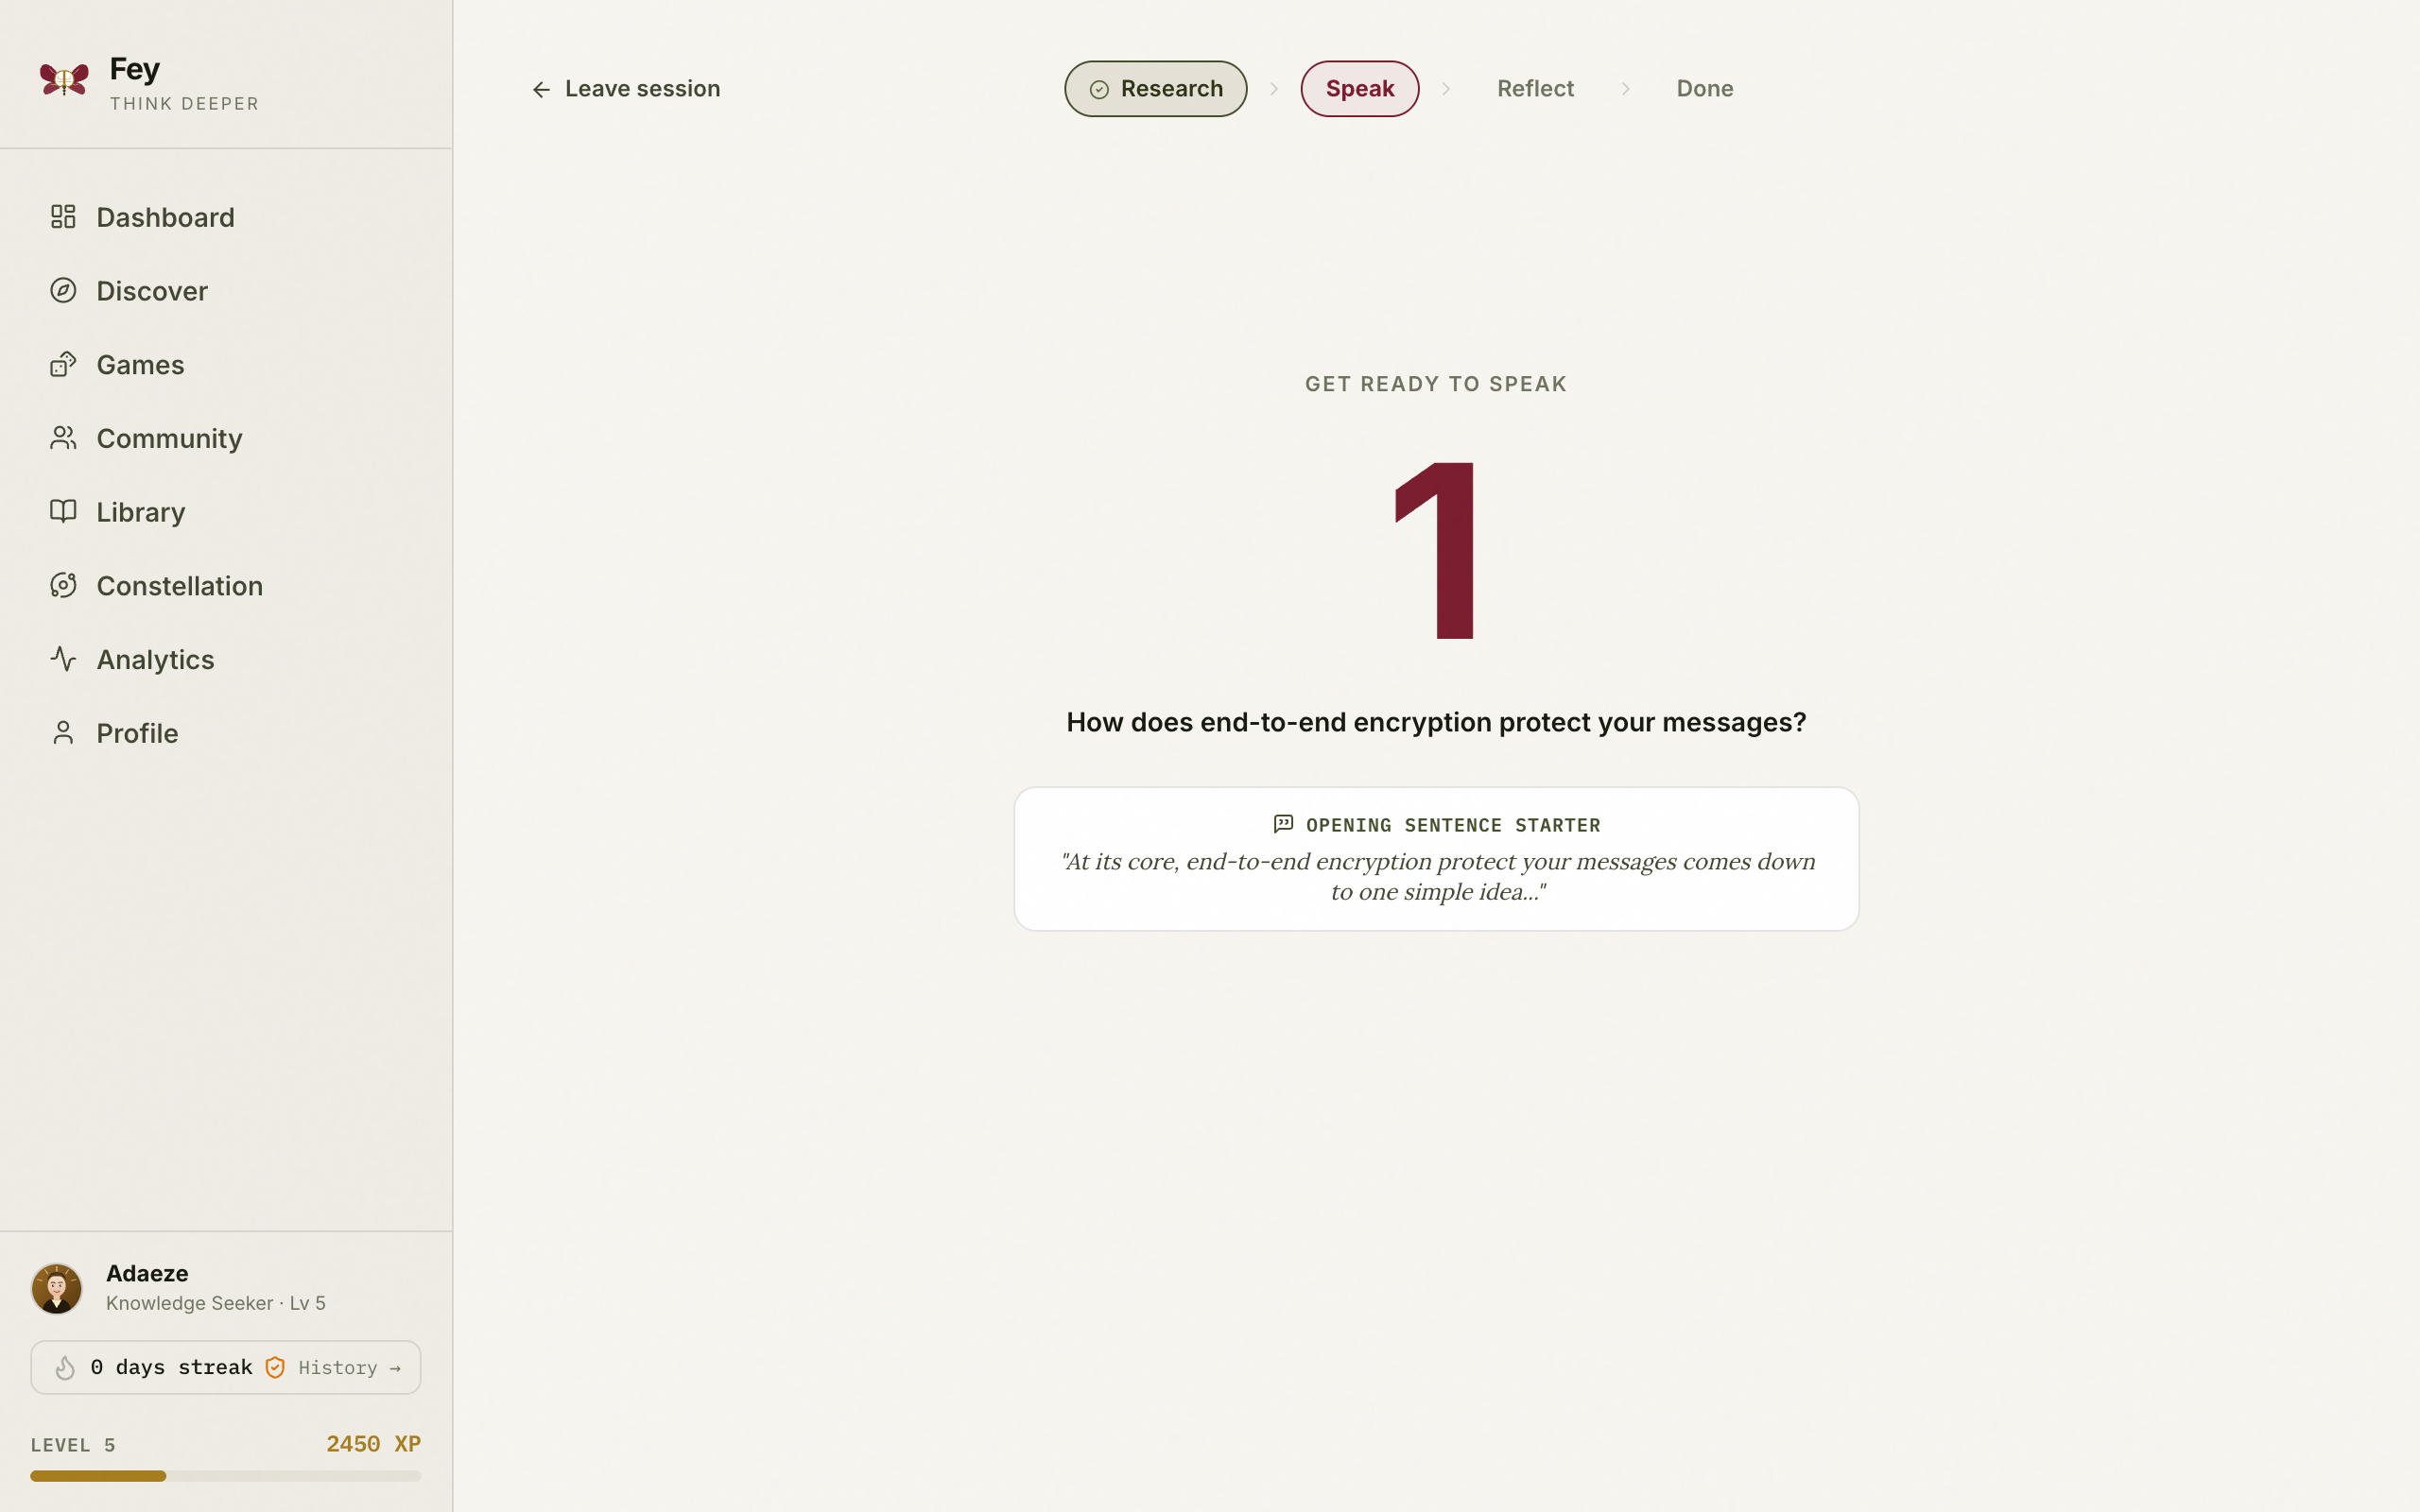 Fey
THINK DEEPER
Dashboard
Discover
Games
Community
Library
Constellation
Analytics
Profile
Adaeze
Knowledge Seeker · Lv 5
0 days streak History →
LEVEL 5 2450 XP
← Leave session
Research > Speak > Reflect > Done
GET READY TO SPEAK
1
How does end-to-end encryption protect your messages?
OPENING SENTENCE STARTER
"At its core, end-to-end encryption protect your messages comes down
to one simple idea..."